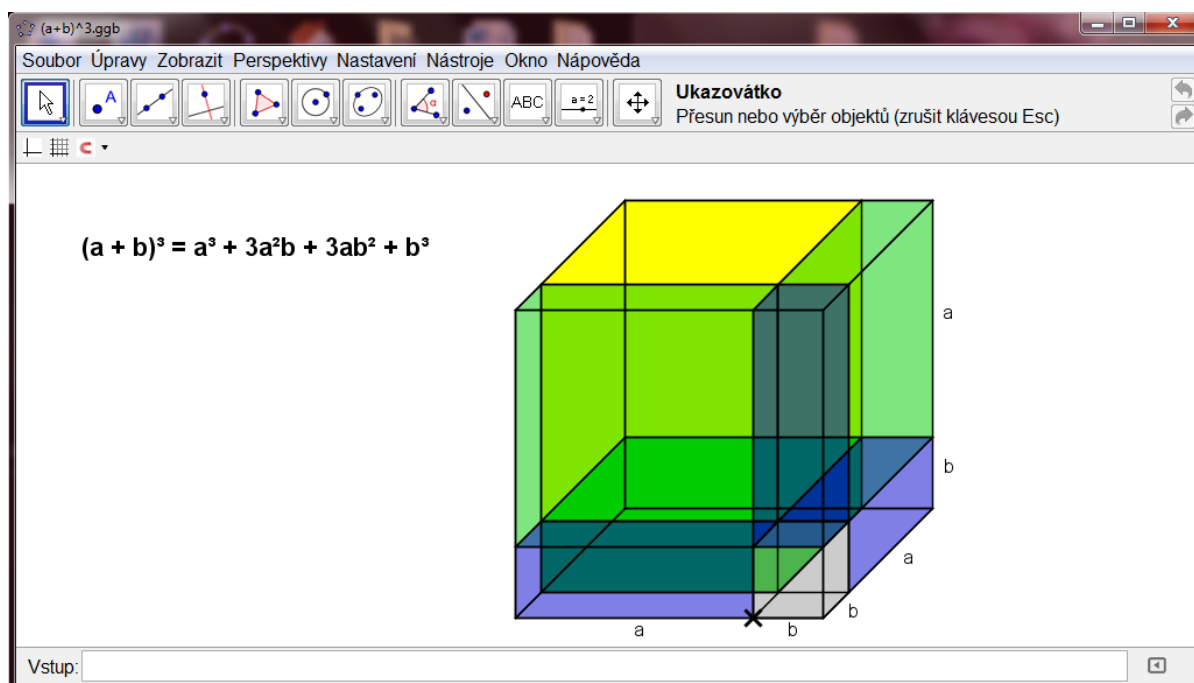 (a+b)^3.ggb
Soubor Úpravy Zobrazit Perspektivy Nastavení Nástroje Okno Nápověda
A
α
ABC
a=2
Ukazovátko
Přesun nebo výběr objektů (zrušit klávesou Esc)
(a + b)³ = a³ + 3a²b + 3ab² + b³
a
b
a
b
a
b
Vstup: